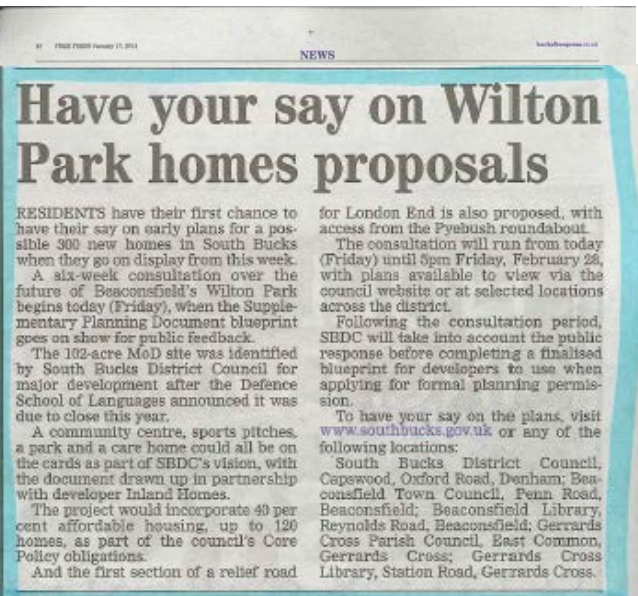 10 FREE PRESS January 17, 2014
NEWS
bucksfreepress.co.uk
Have your say on Wilton
Park homes proposals
RESIDENTS have their first chance to
have their say on early plans for a pos-
sible 300 new homes in South Bucks
when they go on display from this week.
A six-week consultation over the
future of Beaconsfield's Wilton Park
begins today (Friday), when the Supple-
mentary Planning Document blueprint
goes on show for public feedback.
The 102-acre MoD site was identified
by South Bucks District Council for
major development after the Defence
School of Languages announced it was
due to close this year.
A community centre, sports pitches,
a park and a care home could all be on
the cards as part of SBDC's vision, with
the document drawn up in partnership
with developer Inland Homes.
The project would incorporate 40 per
cent affordable housing, up to 120
homes, as part of the council's Core
Policy obligations.
And the first section of a relief road
for London End is also proposed, with
access from the Pyebush roundabout.
The consultation will run from today
(Friday) until 5pm Friday, February 28,
with plans available to view via the
council website or at selected locations
across the district.
Following the consultation period,
SBDC will take into account the public
response before completing a finalised
blueprint for developers to use when
applying for formal planning permis-
sion.
To have your say on the plans, visit
www.southbucks.gov.uk or any of the
following locations:
South Bucks District Council,
Capswood, Oxford Road, Denham; Bea-
consfield Town Council, Penn Road,
Beaconsfield; Beaconsfield Library,
Reynolds Road, Beaconsfield; Gerrards
Cross Parish Council, East Common,
Gerrards Cross; Gerrards Cross
Library, Station Road, Gerrards Cross.